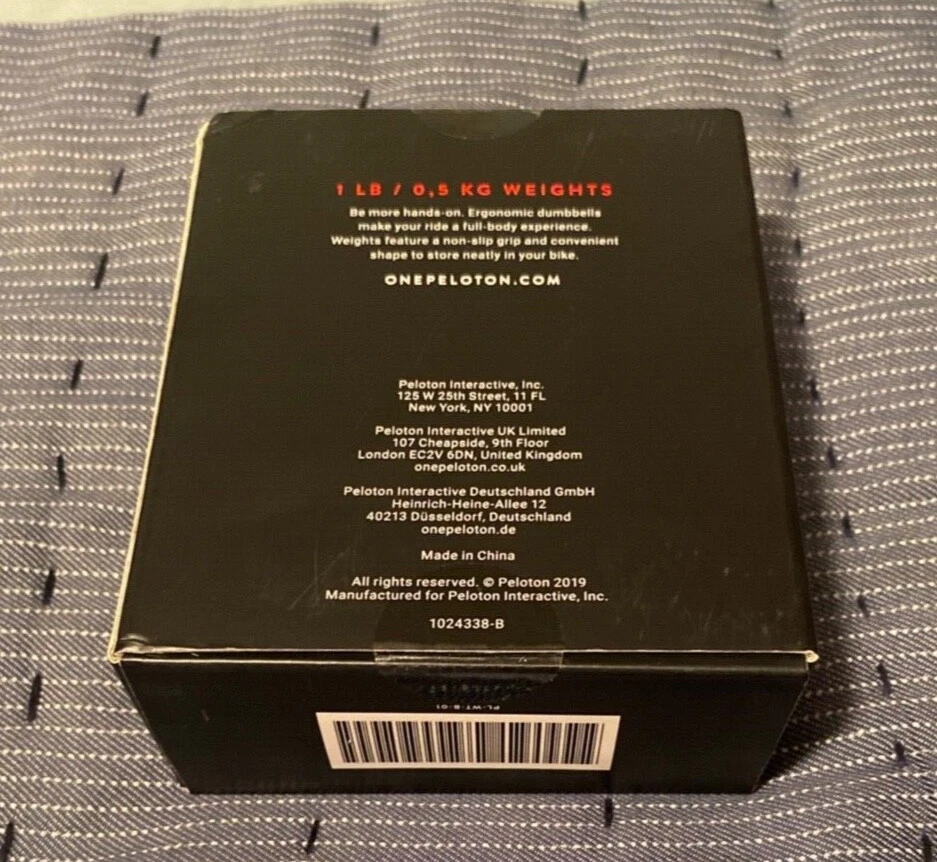 1 LB / 0,5 KG WEIGHTS
Be more hands-on. Ergonomic dumbbells
make your ride a full-body experience.
Weights feature a non-slip grip and convenient
shape to store neatly in your bike.
ONEPELOTON.COM
Peloton Interactive, Inc.
125 W 25th Street, 11 FL
New York, NY 10001
Peloton Interactive UK Limited
107 Cheapside, 9th Floor
London EC2V 6DN, United Kingdom
onepeloton.co.uk
Peloton Interactive Deutschland GmbH
Heinrich-Heine-Allee 12
40213 Düsseldorf, Deutschland
onepeloton.de
Made in China
All rights reserved. © Peloton 2019
Manufactured for Peloton Interactive, Inc.
1024338-B
PL-WT-B-01